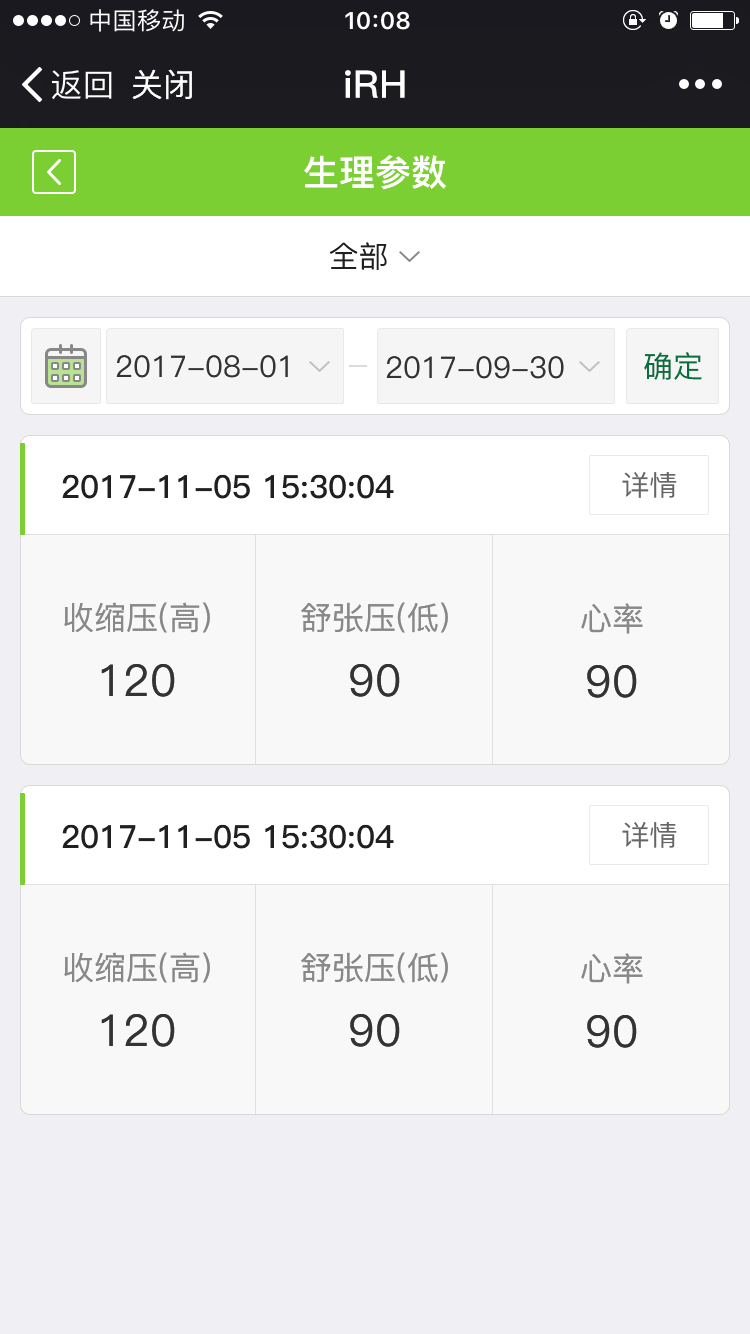 中国移动 10:08
返回 关闭 iRH
生理参数
全部
2017-08-01 2017-09-30 确定
2017-11-05 15:30:04 详情
收缩压(高) 舒张压(低) 心率
120 90 90
2017-11-05 15:30:04 详情
收缩压(高) 舒张压(低) 心率
120 90 90